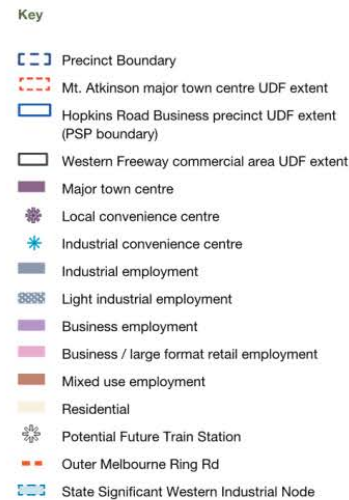 Key
Precinct Boundary
Mt. Atkinson major town centre UDF extent
Hopkins Road Business precinct UDF extent
(PSP boundary)
Western Freeway commercial area UDF extent
Major town centre
Local convenience centre
Industrial convenience centre
Industrial employment
Light industrial employment
Business employment
Business / large format retail employment
Mixed use employment
Residential
Potential Future Train Station
Outer Melbourne Ring Rd
State Significant Western Industrial Node